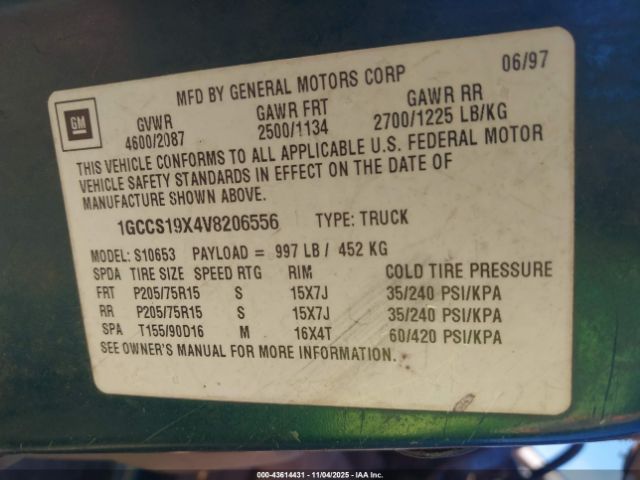 MFD BY GENERAL MOTORS CORP 06/97
GM
GVWR GAWR FRT GAWR RR
4600/2087 2500/1134 2700/1225 LB/KG
THIS VEHICLE CONFORMS TO ALL APPLICABLE U.S. FEDERAL MOTOR
VEHICLE SAFETY STANDARDS IN EFFECT ON THE DATE OF
MANUFACTURE SHOWN ABOVE.
1GCCS19X4V8206556 TYPE: TRUCK
MODEL: S10653 PAYLOAD = 997 LB / 452 KG
SPDA TIRE SIZE SPEED RTG RIM COLD TIRE PRESSURE
FRT P205/75R15 S 15X7J 35/240 PSI/KPA
RR P205/75R15 S 15X7J 35/240 PSI/KPA
SPA T155/90D16 M 16X4T 60/420 PSI/KPA
SEE OWNER'S MANUAL FOR MORE INFORMATION.
000-43614431 - 11/04/2025 - IAA Inc.